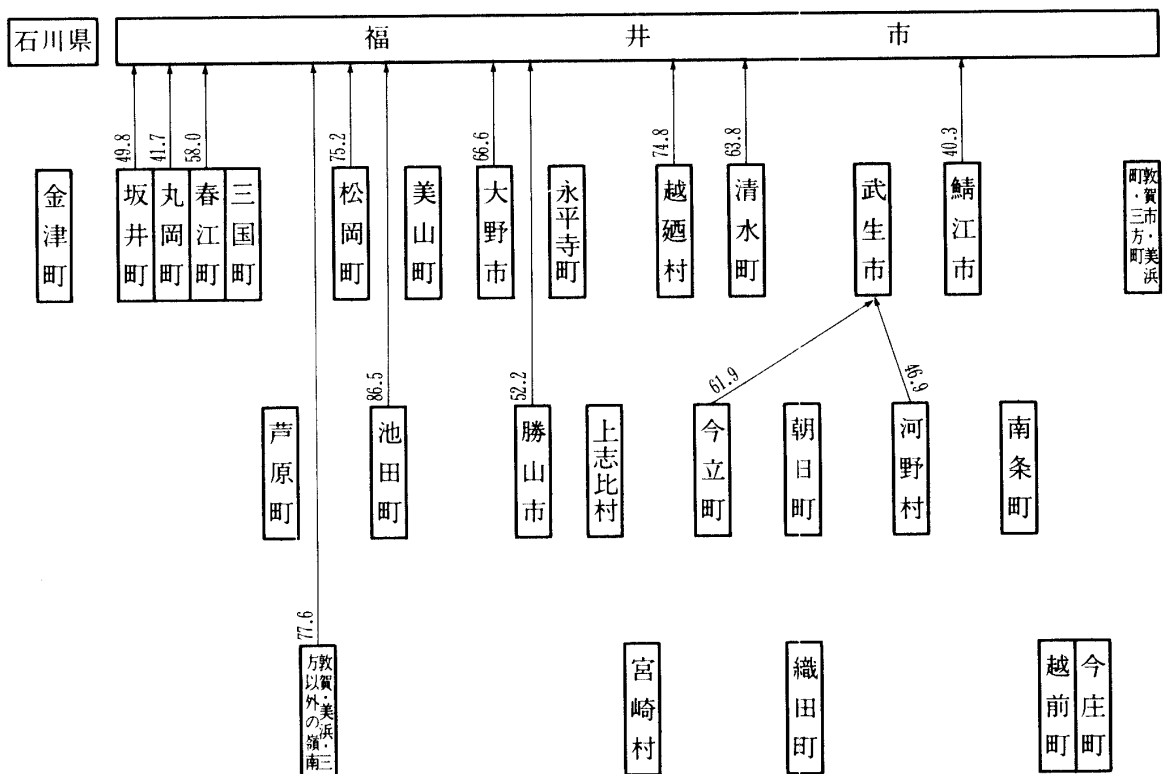 石川県
福井市
49.8
41.7
58.0
75.2
66.6
74.8
63.8
40.3
金津町
坂井町
丸岡町
春江町
三国町
松岡町
美山町
大野市
永平寺町
越廼村
清水町
武生市
鯖江市
敦賀市・美浜
町・三方町
86.5
52.2
61.9
46.9
芦原町
池田町
勝山市
上志比村
今立町
朝日町
河野村
南条町
77.6
敦賀・美浜・三
方以外の嶺南
宮崎村
織田町
越前町
今庄町